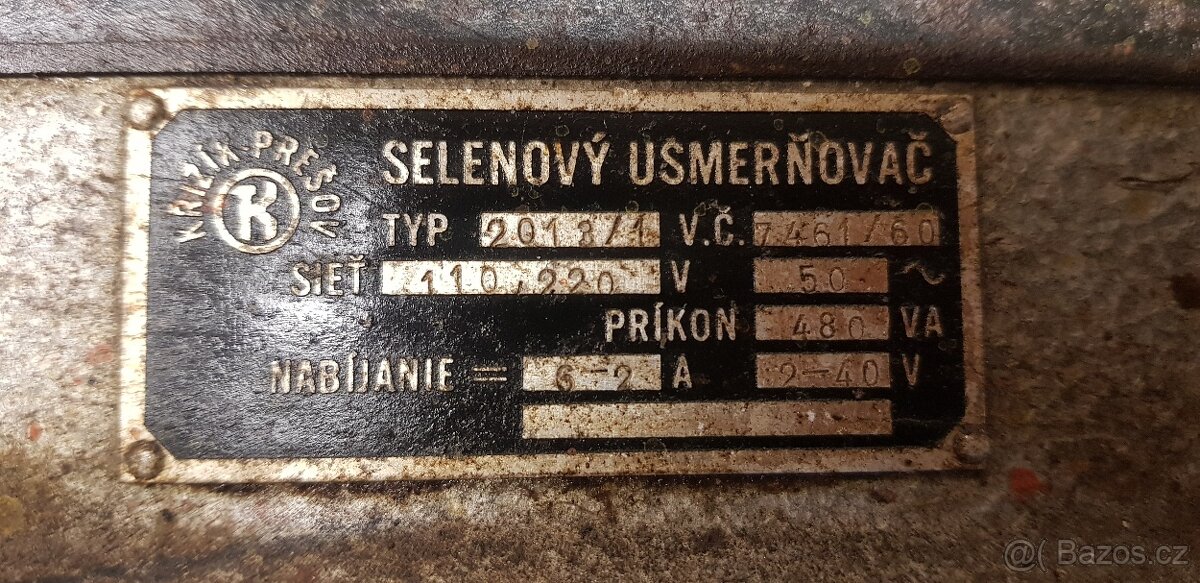 KŘIŽÍK PREŠOV
K
SELENOVÝ USMERŇOVAČ
TYP 2013/1 V.Č. 7461/60
SIEŤ 110,220 V 50 ~
PRÍKON 480 VA
NABÍJANIE = 6-2 A 2-40 V
@( Bazos.cz